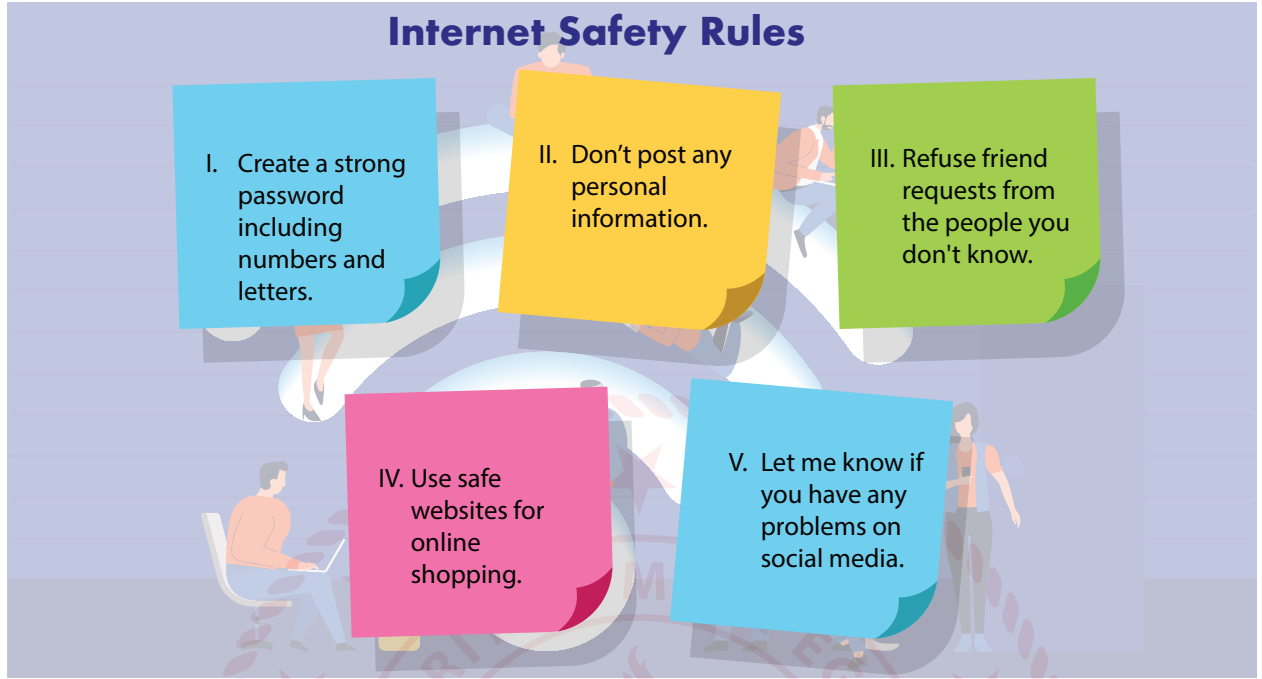 Internet Safety Rules
I. Create a strong
password
including
numbers and
letters.
II. Don’t post any
personal
information.
III. Refuse friend
requests from
the people you
don't know.
IV. Use safe
websites for
online
shopping.
V. Let me know if
you have any
problems on
social media.